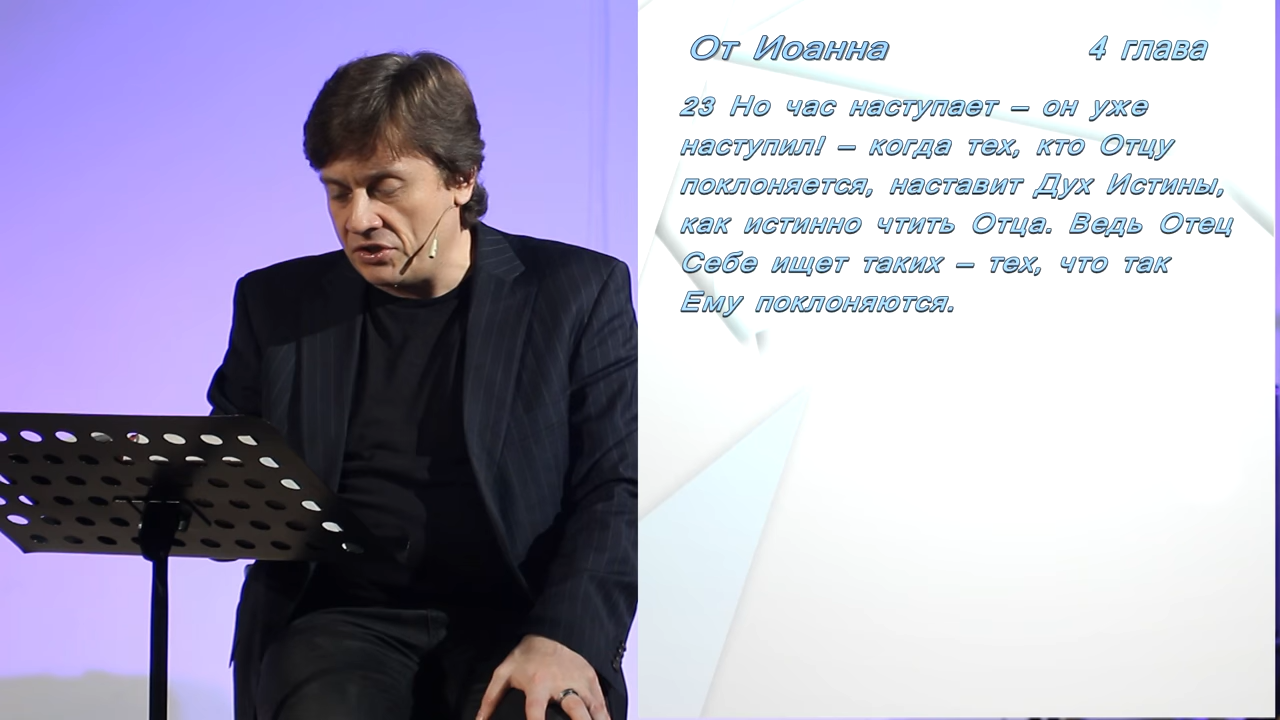 От Иоанна 4 глава
23 Но час наступает – он уже
наступил! – когда тех, кто Отцу
поклоняется, наставит Дух Истины,
как истинно чтить Отца. Ведь Отец
Себе ищет таких – тех, что так
Ему поклоняются.